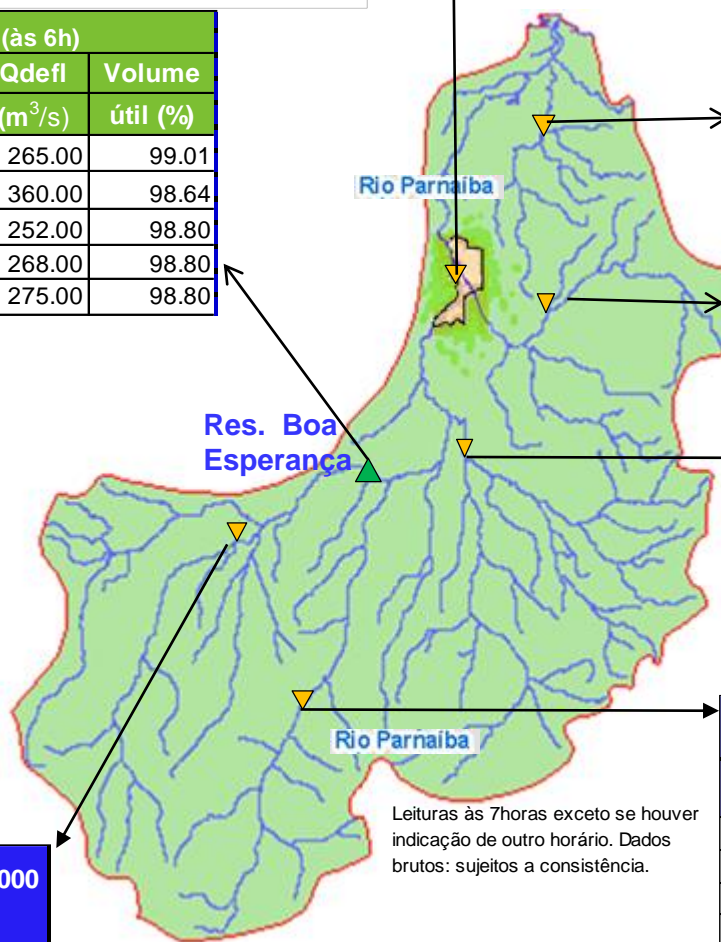 (às 6h)
Qdefl Volume
(m³/s) útil (%)
265.00 99.01
360.00 98.64
252.00 98.80
268.00 98.80
275.00 98.80
Rio Parnaíba
Res. Boa
Esperança
Rio Parnaíba
Leituras às 7horas exceto se houver
indicação de outro horário. Dados
brutos: sujeitos a consistência.
000